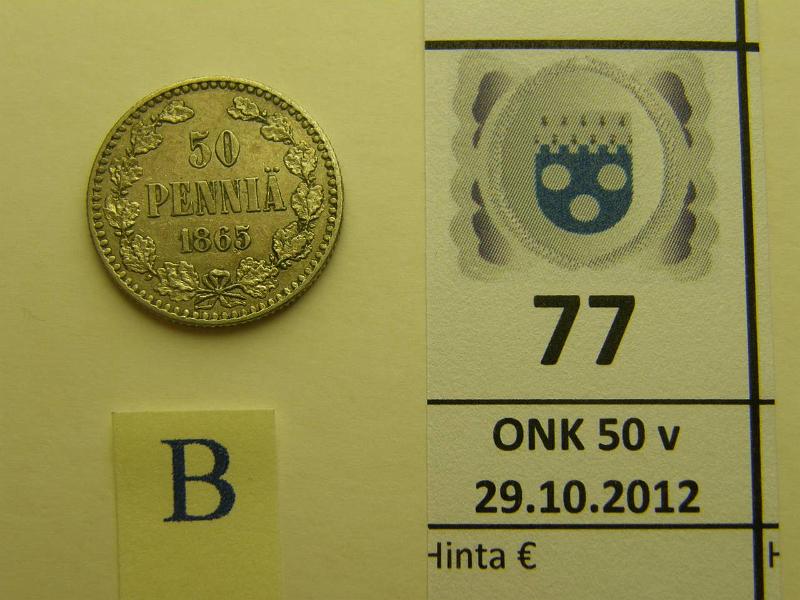 50
PENNIÄ
1865
B
77
ONK 50 v
29.10.2012
Hinta €
H